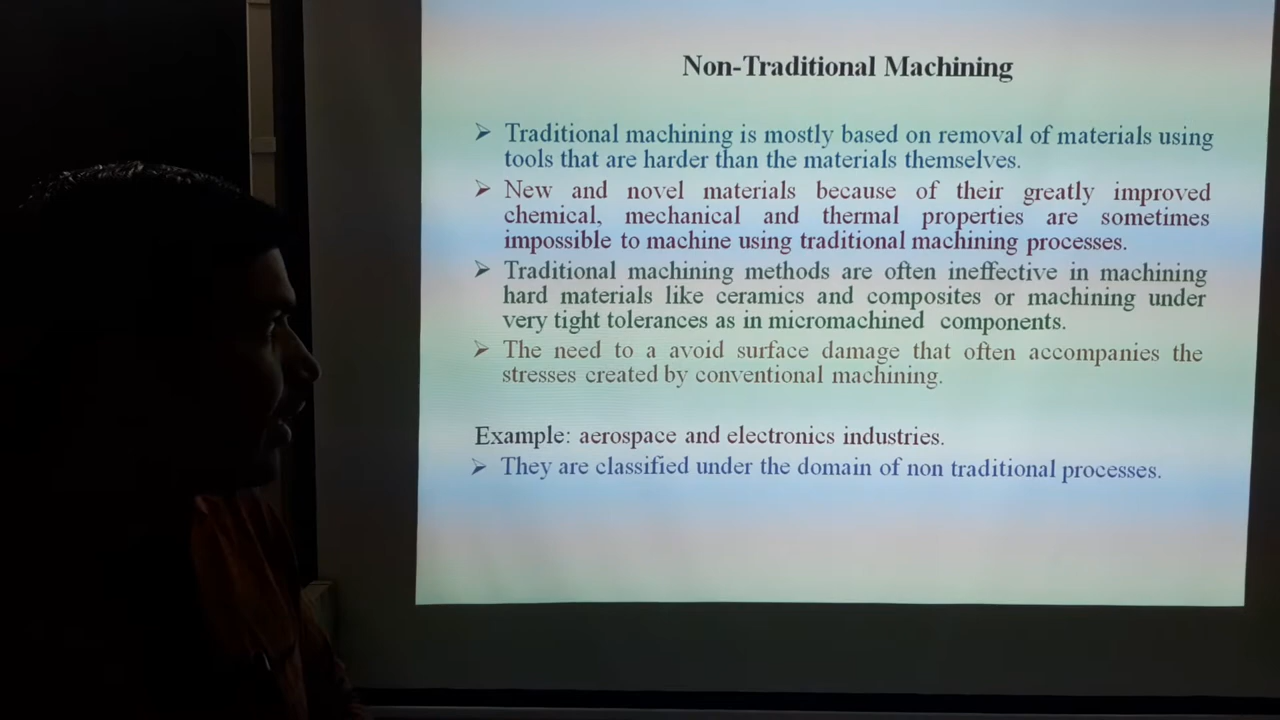 Non-Traditional Machining
➢ Traditional machining is mostly based on removal of materials using
tools that are harder than the materials themselves.
➢ New and novel materials because of their greatly improved
chemical, mechanical and thermal properties are sometimes
impossible to machine using traditional machining processes.
➢ Traditional machining methods are often ineffective in machining
hard materials like ceramics and composites or machining under
very tight tolerances as in micromachined components.
➢ The need to a avoid surface damage that often accompanies the
stresses created by conventional machining.
Example: aerospace and electronics industries.
➢ They are classified under the domain of non traditional processes.